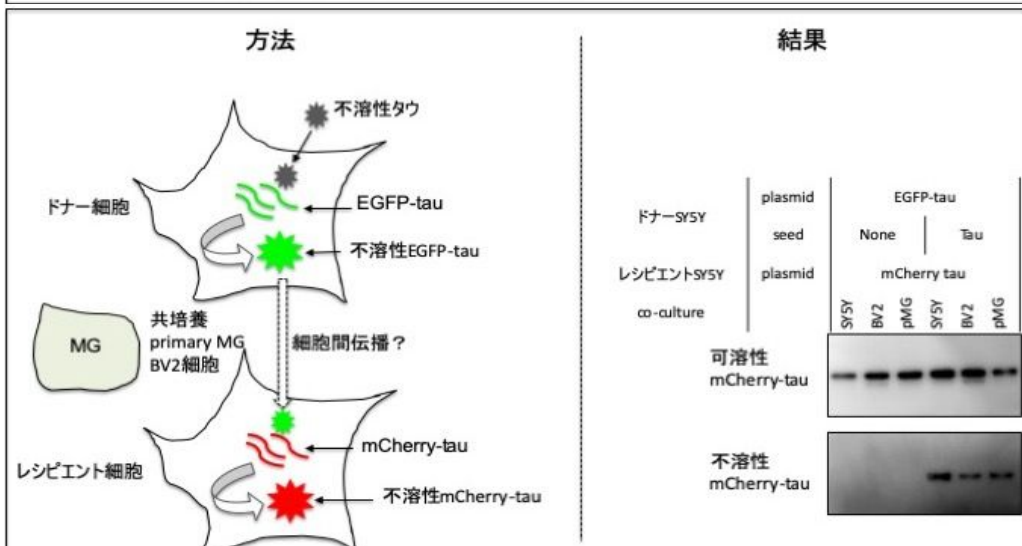 方法
不溶性タウ
ドナー細胞
EGFP-tau
不溶性EGFP-tau
MG
共培養
primary MG
BV2細胞
細胞間伝播？
mCherry-tau
レシピエント細胞
不溶性mCherry-tau
結果
ドナーSY5Y
plasmid
EGFP-tau
seed
None
Tau
レシピエントSY5Y
plasmid
mCherry tau
co-culture
SY5Y
BV2
pMG
SY5Y
BV2
pMG
可溶性
mCherry-tau
不溶性
mCherry-tau